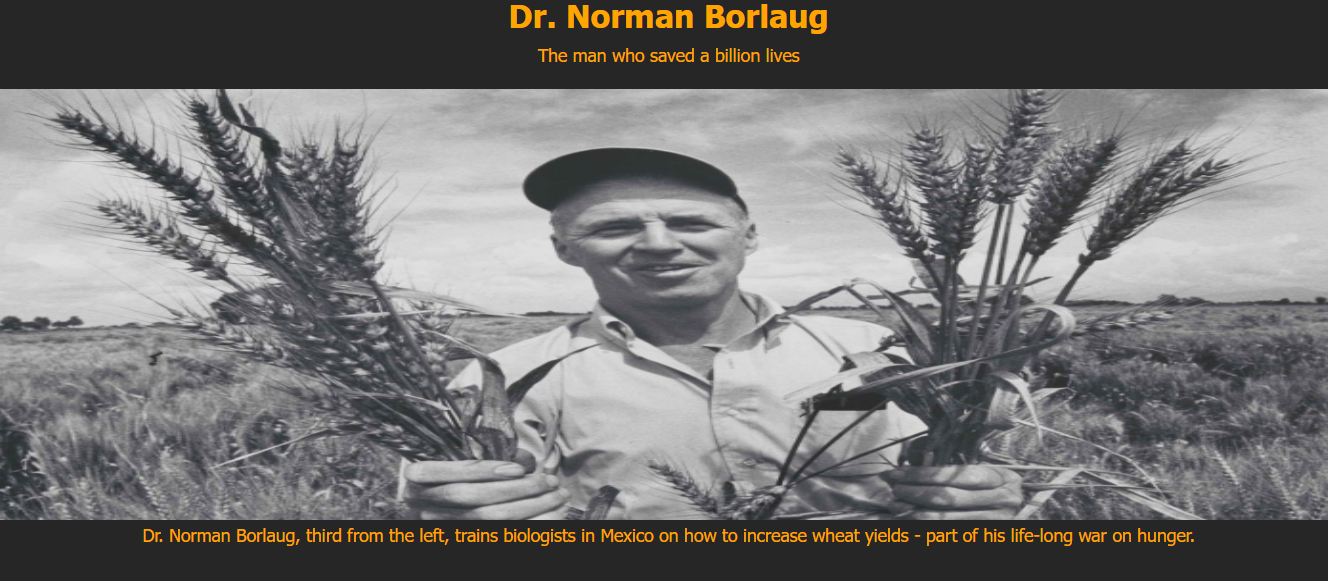 Dr. Norman Borlaug
The man who saved a billion lives
Dr. Norman Borlaug, third from the left, trains biologists in Mexico on how to increase wheat yields - part of his life-long war on hunger.